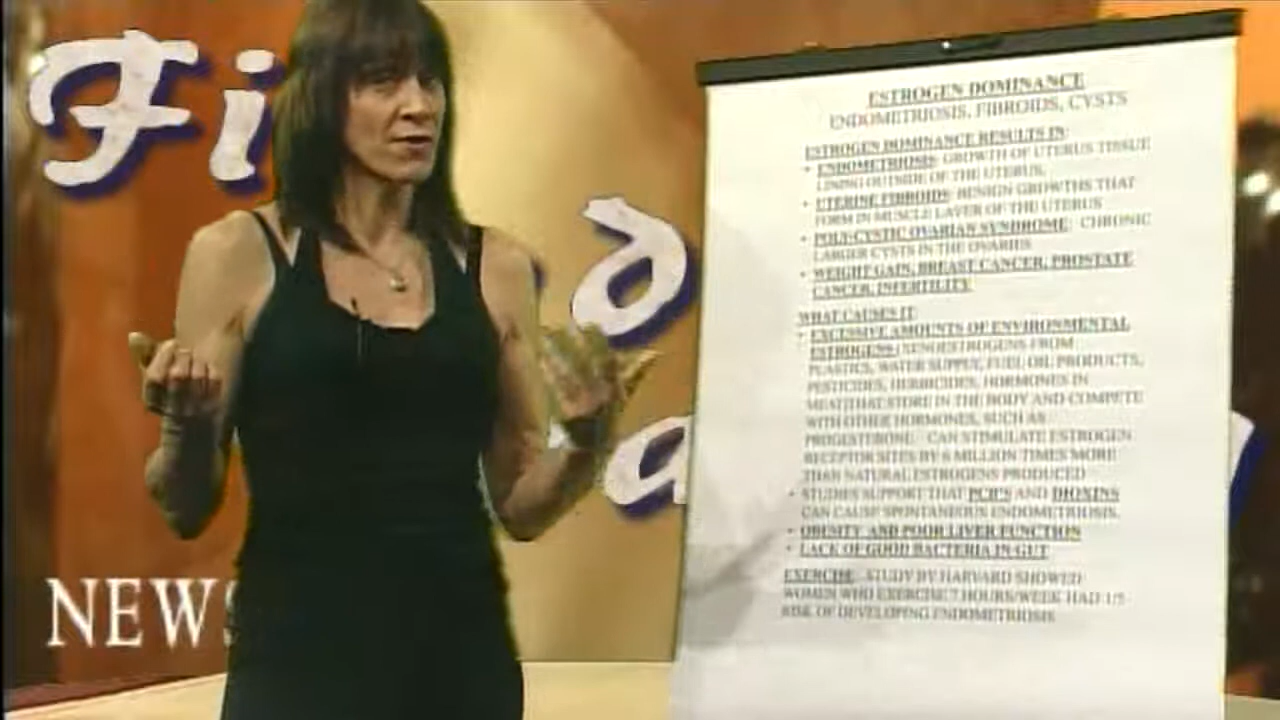 Fi
d
a
NEWS
ESTROGEN DOMINANCE
ENDOMETRIOSIS, FIBROIDS, CYSTS
ESTROGEN DOMINANCE RESULTS IN:
• ENDOMETRIOSIS: GROWTH OF UTERUS TISSUE
LINING OUTSIDE OF THE UTERUS.
• UTERINE FIBROIDS: BENIGN GROWTHS THAT
FORM IN MUSCLE LAYER OF THE UTERUS
• POLY-CYSTIC OVARIAN SYNDROME: CHRONIC
LARGER CYSTS IN THE OVARIES
• WEIGHT GAIN, BREAST CANCER, PROSTATE
CANCER, INFERTILITY
WHAT CAUSES IT
• EXCESSIVE AMOUNTS OF ENVIRONMENTAL
ESTROGENS (XENOESTROGENS FROM
PLASTICS, WATER SUPPLY, FUEL OIL PRODUCTS,
PESTICIDES, HERBICIDES, HORMONES IN
MEAT)THAT STORE IN THE BODY AND COMPETE
WITH OTHER HORMONES, SUCH AS
PROGESTERONE. CAN STIMULATE ESTROGEN
RECEPTOR SITES BY 6 MILLION TIMES MORE
THAN NATURAL ESTROGENS PRODUCED
• STUDIES SUPPORT THAT PCB'S AND DIOXINS
CAN CAUSE SPONTANEOUS ENDOMETRIOSIS.
• OBESITY AND POOR LIVER FUNCTION
• LACK OF GOOD BACTERIA IN GUT
EXERCISE: STUDY BY HARVARD SHOWED
WOMEN WHO EXERCISE 7 HOURS/WEEK HAD 1/5
RISK OF DEVELOPING ENDOMETRIOSIS